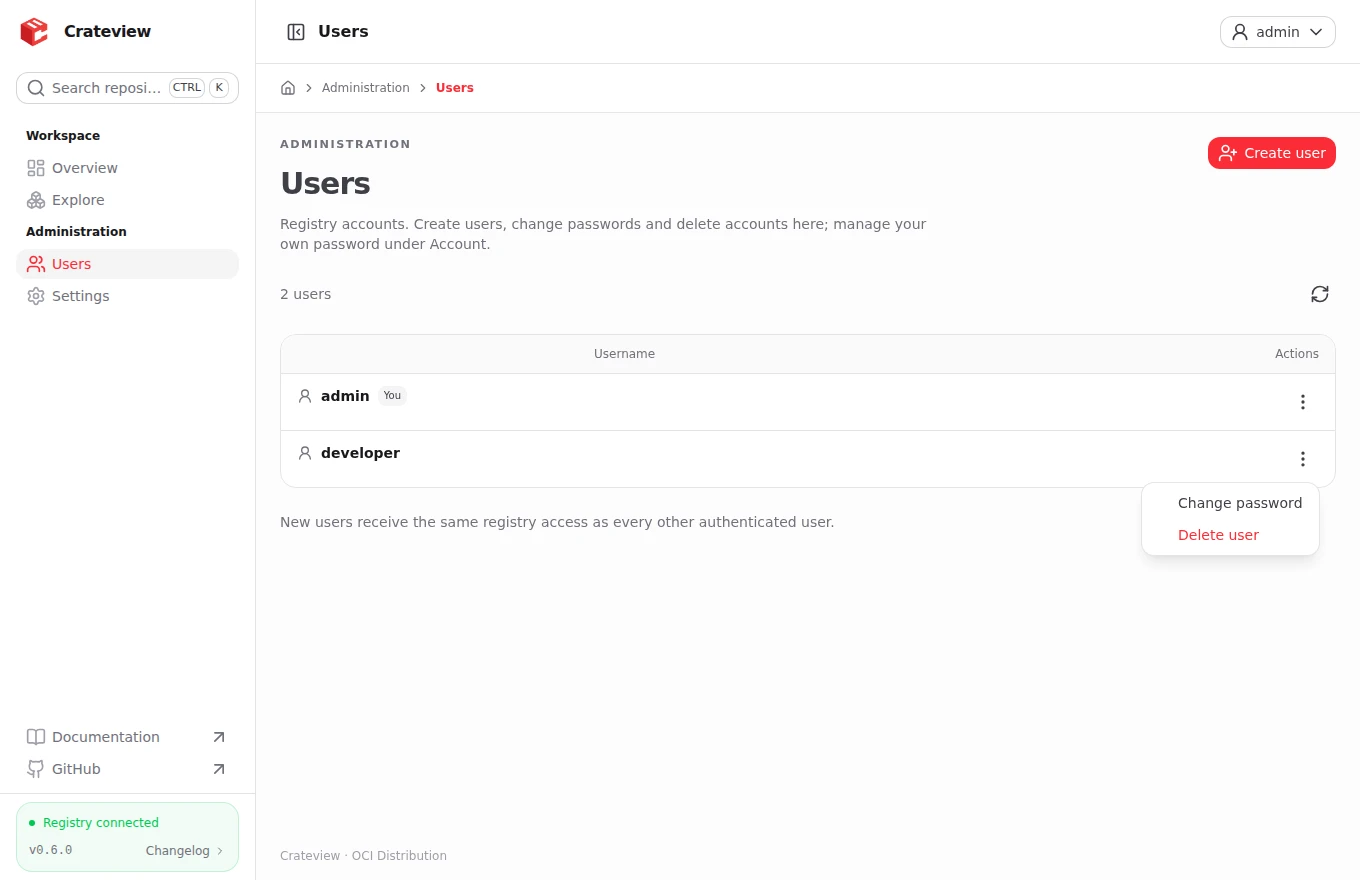 Crateview
Users
admin
Search reposi… CTRL K
Administration
Users
Workspace
Overview
Explore
Administration
Users
Settings
ADMINISTRATION
Create user
Users
Registry accounts. Create users, change passwords and delete accounts here; manage your
own password under Account.
2 users
Username
Actions
admin You
developer
Change password
Delete user
New users receive the same registry access as every other authenticated user.
Documentation
GitHub
Registry connected
v0.6.0
Changelog
Crateview · OCI Distribution